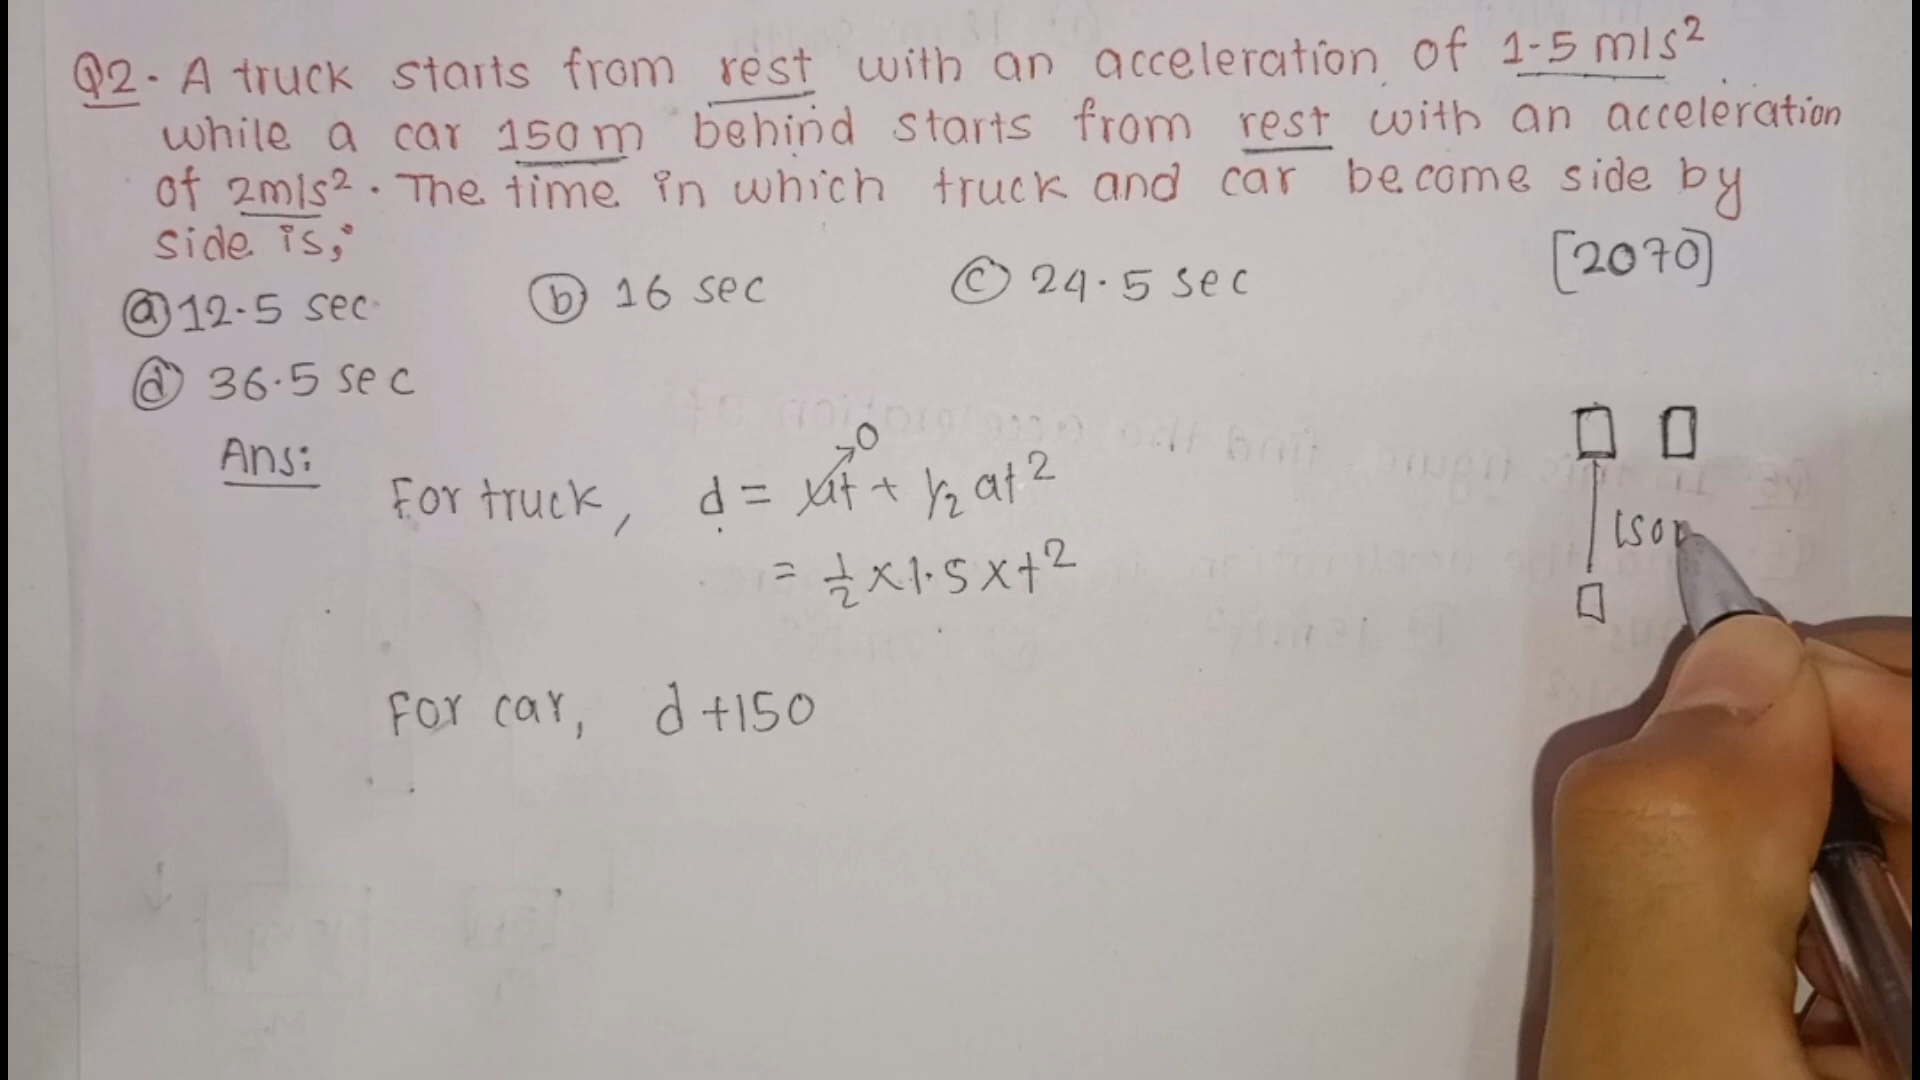 Q2. A truck starts from rest with an acceleration of 1.5 m/s²
while a car 150m behind starts from rest with an acceleration
of 2m/s². The time in which truck and car become side by
side is;
[2070]
ⓐ 12.5 sec ⓑ 16 sec ⓒ 24.5 sec
ⓓ 36.5 sec
Ans:
For truck, d = ut + 1/2 at²
0
= 1/2 x 1.5 x t²
150
For car, d + 150